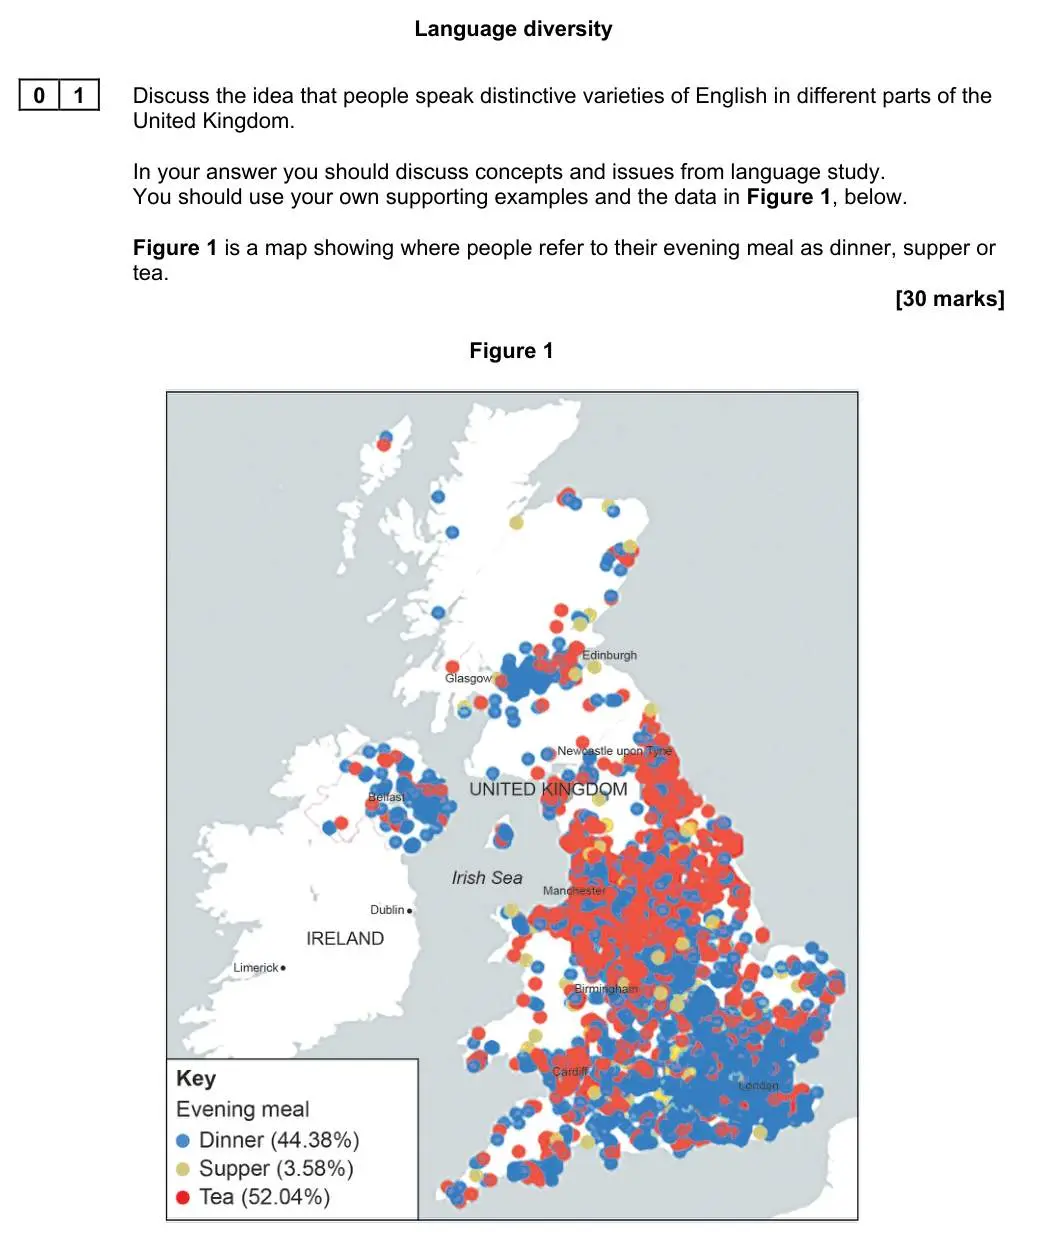 Language diversity
0 1 Discuss the idea that people speak distinctive varieties of English in different parts of the
United Kingdom.
In your answer you should discuss concepts and issues from language study.
You should use your own supporting examples and the data in Figure 1, below.
Figure 1 is a map showing where people refer to their evening meal as dinner, supper or
tea.
[30 marks]
Figure 1
Edinburgh
Glasgow
Newcastle upon Tyne
UNITED KINGDOM
Belfast
Irish Sea
Manchester
Dublin
IRELAND
Limerick
Birmingham
Cardiff
London
Key
Evening meal
Dinner (44.38%)
Supper (3.58%)
Tea (52.04%)